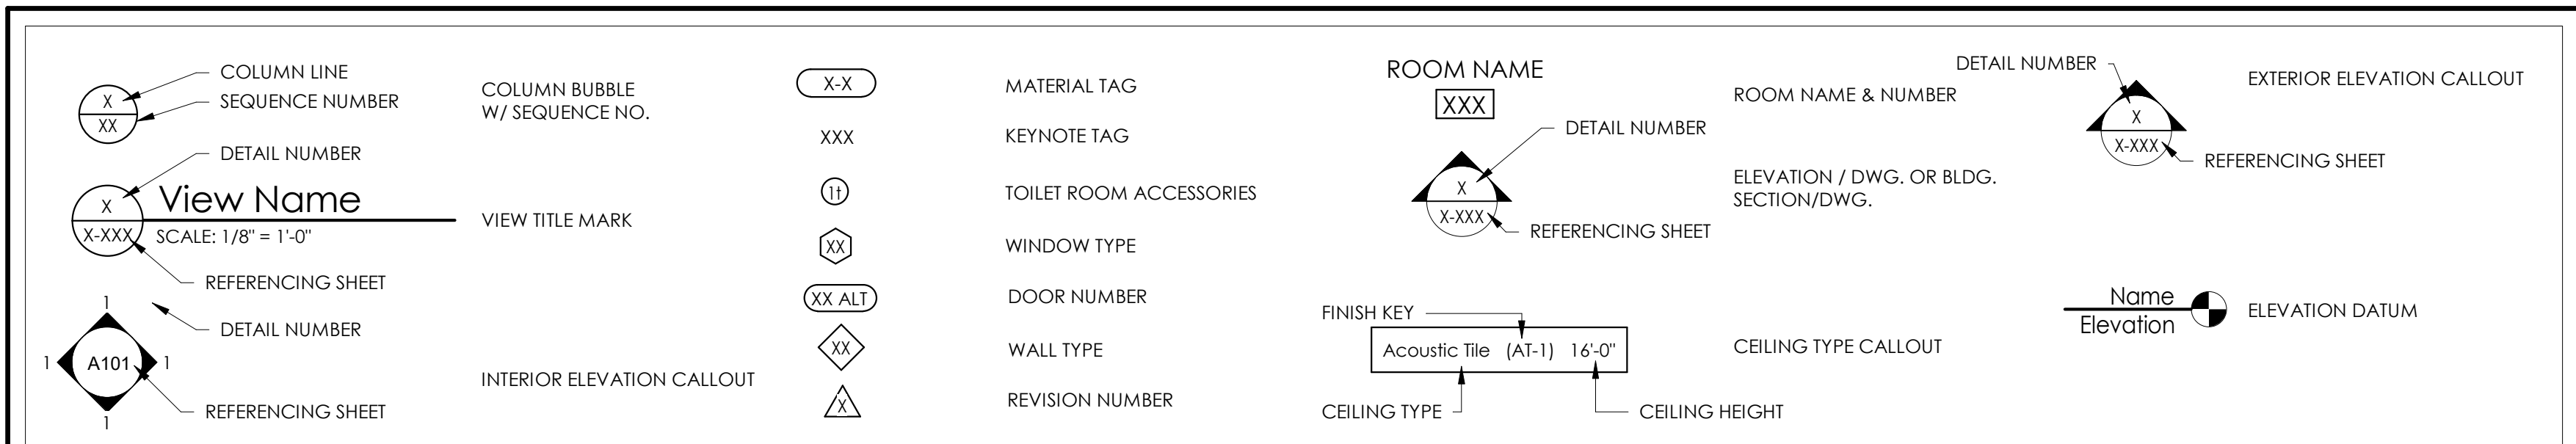 COLUMN LINE
X
SEQUENCE NUMBER
XX
COLUMN BUBBLE
W/ SEQUENCE NO.
DETAIL NUMBER
X
View Name
X-XXX
SCALE: 1/8" = 1'-0"
VIEW TITLE MARK
REFERENCING SHEET
1
DETAIL NUMBER
1
A101
1
INTERIOR ELEVATION CALLOUT
REFERENCING SHEET
1
X-X
MATERIAL TAG
XXX
KEYNOTE TAG
1t
TOILET ROOM ACCESSORIES
XX
WINDOW TYPE
XX ALT
DOOR NUMBER
XX
WALL TYPE
X
REVISION NUMBER
ROOM NAME
XXX
ROOM NAME & NUMBER
DETAIL NUMBER
X
X-XXX
ELEVATION / DWG. OR BLDG.
SECTION/DWG.
REFERENCING SHEET
FINISH KEY
Acoustic Tile (AT-1) 16'-0"
CEILING TYPE CALLOUT
CEILING TYPE
CEILING HEIGHT
DETAIL NUMBER
EXTERIOR ELEVATION CALLOUT
X
X-XXX
REFERENCING SHEET
Name
Elevation
ELEVATION DATUM